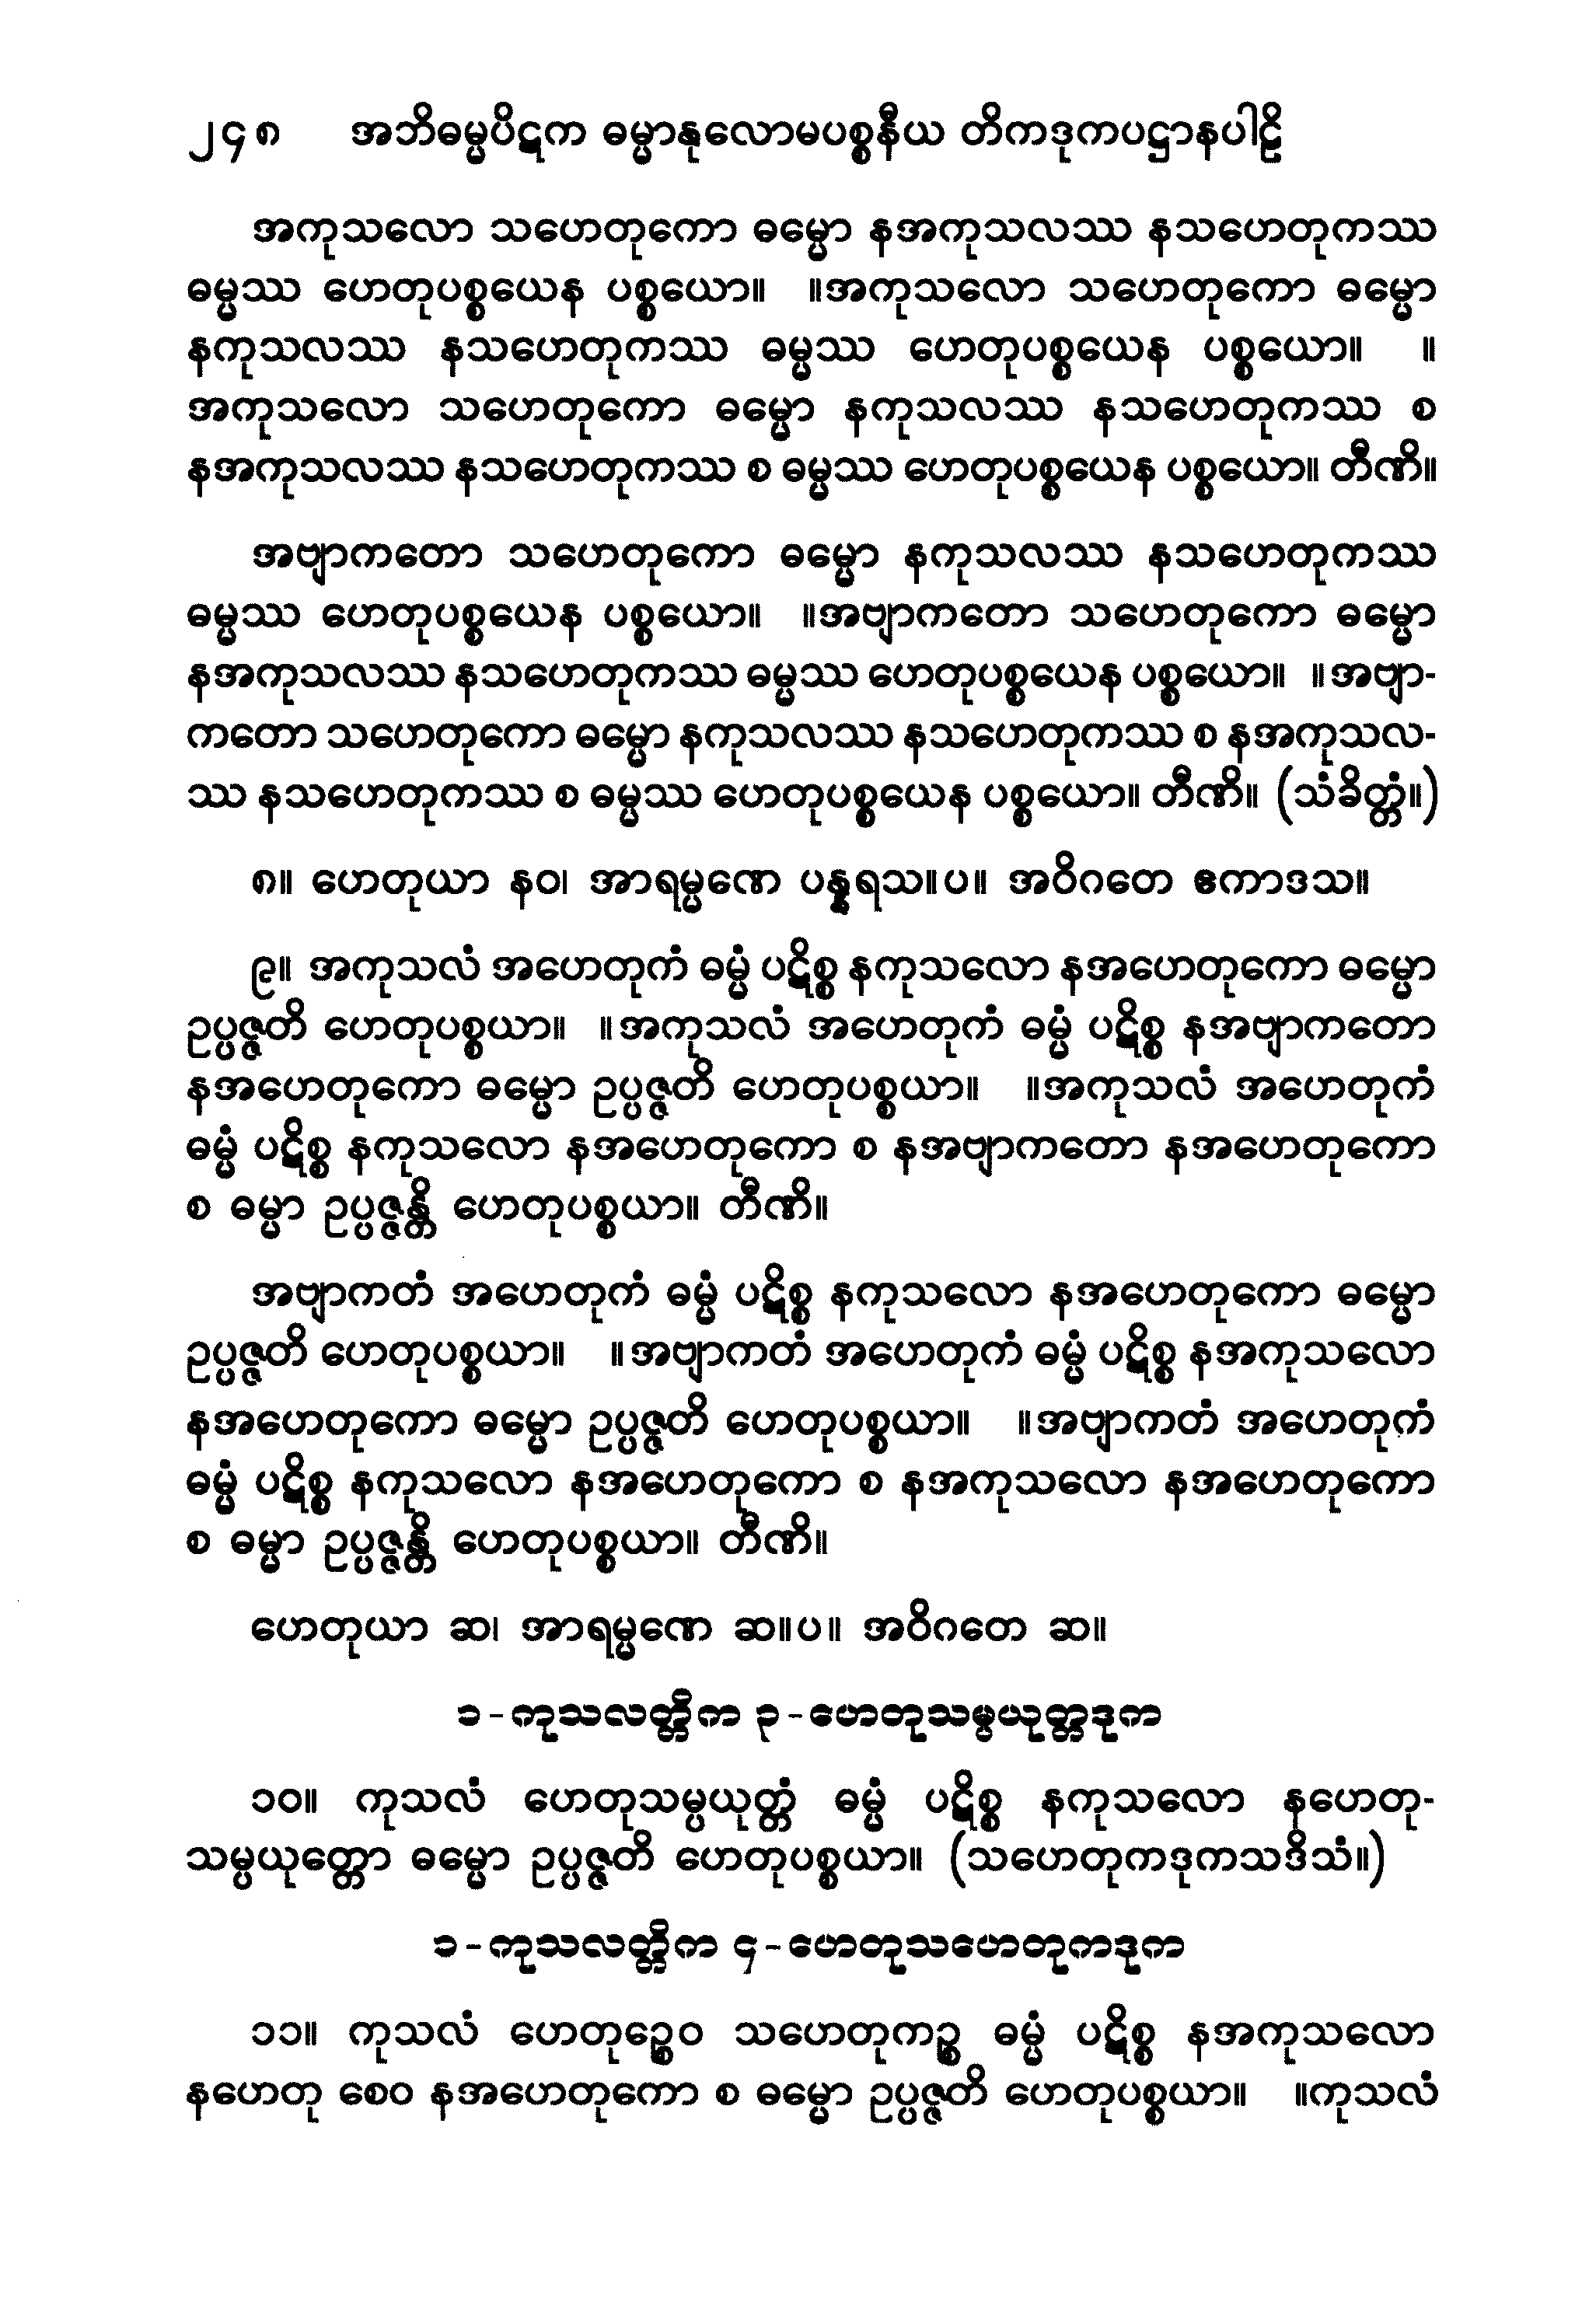 ၂၄၈ အဘိဓမ္မပိဋက ဓမ္မာနုလောမပစ္စနီယ တိကဒုကပဋ္ဌာနပါဠိ
အကုသလော သဟေတုကော ဓမ္မော နအကုသလဿ နသဟေတုကဿ
ဓမ္မဿ ဟေတုပစ္စယေန ပစ္စယော။ ။အကုသလော သဟေတုကော ဓမ္မော
နကုသလဿ နသဟေတုကဿ ဓမ္မဿ ဟေတုပစ္စယေန ပစ္စယော။ ။
အကုသလော သဟေတုကော ဓမ္မော နကုသလဿ နသဟေတုကဿ စ
နအကုသလဿ နသဟေတုကဿ စ ဓမ္မဿ ဟေတုပစ္စယေန ပစ္စယော။ တီဏိ။
အဗျာကတော သဟေတုကော ဓမ္မော နကုသလဿ နသဟေတုကဿ
ဓမ္မဿ ဟေတုပစ္စယေန ပစ္စယော။ ။အဗျာကတော သဟေတုကော ဓမ္မော
နအကုသလဿ နသဟေတုကဿ ဓမ္မဿ ဟေတုပစ္စယေန ပစ္စယော။ ။အဗျာ-
ကတော သဟေတုကော ဓမ္မော နကုသလဿ နသဟေတုကဿ စ နအကုသလ-
ဿ နသဟေတုကဿ စ ဓမ္မဿ ဟေတုပစ္စယေန ပစ္စယော။ တီဏိ။ (သံခိတ္တံ။)
၈။ ဟေတုယာ နဝ၊ အာရမ္မဏေ ပန္နရသ။ပ။ အဝိဂတေ ဧကာဒသ။
၉။ အကုသလံ အဟေတုကံ ဓမ္မံ ပဋိစ္စ နကုသလော နအဟေတုကော ဓမ္မော
ဥပ္ပဇ္ဇတိ ဟေတုပစ္စယာ။ ။အကုသလံ အဟေတုကံ ဓမ္မံ ပဋိစ္စ နအဗျာကတော
နအဟေတုကော ဓမ္မော ဥပ္ပဇ္ဇတိ ဟေတုပစ္စယာ။ ။အကုသလံ အဟေတုကံ
ဓမ္မံ ပဋိစ္စ နကုသလော နအဟေတုကော စ နအဗျာကတော နအဟေတုကော
စ ဓမ္မာ ဥပ္ပဇ္ဇန္တိ ဟေတုပစ္စယာ။ တီဏိ။
အဗျာကတံ အဟေတုကံ ဓမ္မံ ပဋိစ္စ နကုသလော နအဟေတုကော ဓမ္မော
ဥပ္ပဇ္ဇတိ ဟေတုပစ္စယာ။ ။အဗျာကတံ အဟေတုကံ ဓမ္မံ ပဋိစ္စ နအကုသလော
နအဟေတုကော ဓမ္မော ဥပ္ပဇ္ဇတိ ဟေတုပစ္စယာ။ ။အဗျာကတံ အဟေတုကံ
ဓမ္မံ ပဋိစ္စ နကုသလော နအဟေတုကော စ နအကုသလော နအဟေတုကော
စ ဓမ္မာ ဥပ္ပဇ္ဇန္တိ ဟေတုပစ္စယာ။ တီဏိ။
ဟေတုယာ ဆ၊ အာရမ္မဏေ ဆ။ပ။ အဝိဂတေ ဆ။
၁-ကုသလတ္တိက ၃-ဟေတုသမ္ပယုတ္တဒုက
၁၀။ ကုသလံ ဟေတုသမ္ပယုတ္တံ ဓမ္မံ ပဋိစ္စ နကုသလော နဟေတု-
သမ္ပယုတ္တော ဓမ္မော ဥပ္ပဇ္ဇတိ ဟေတုပစ္စယာ။ (သဟေတုကဒုကသဒိသံ။)
၁-ကုသလတ္တိက ၄-ဟေတုသဟေတုကဒုက
၁၁။ ကုသလံ ဟေတုဉ္စေဝ သဟေတုကဉ္စ ဓမ္မံ ပဋိစ္စ နအကုသလော
နဟေတု စေဝ နအဟေတုကော စ ဓမ္မော ဥပ္ပဇ္ဇတိ ဟေတုပစ္စယာ။ ။ကုသလံ